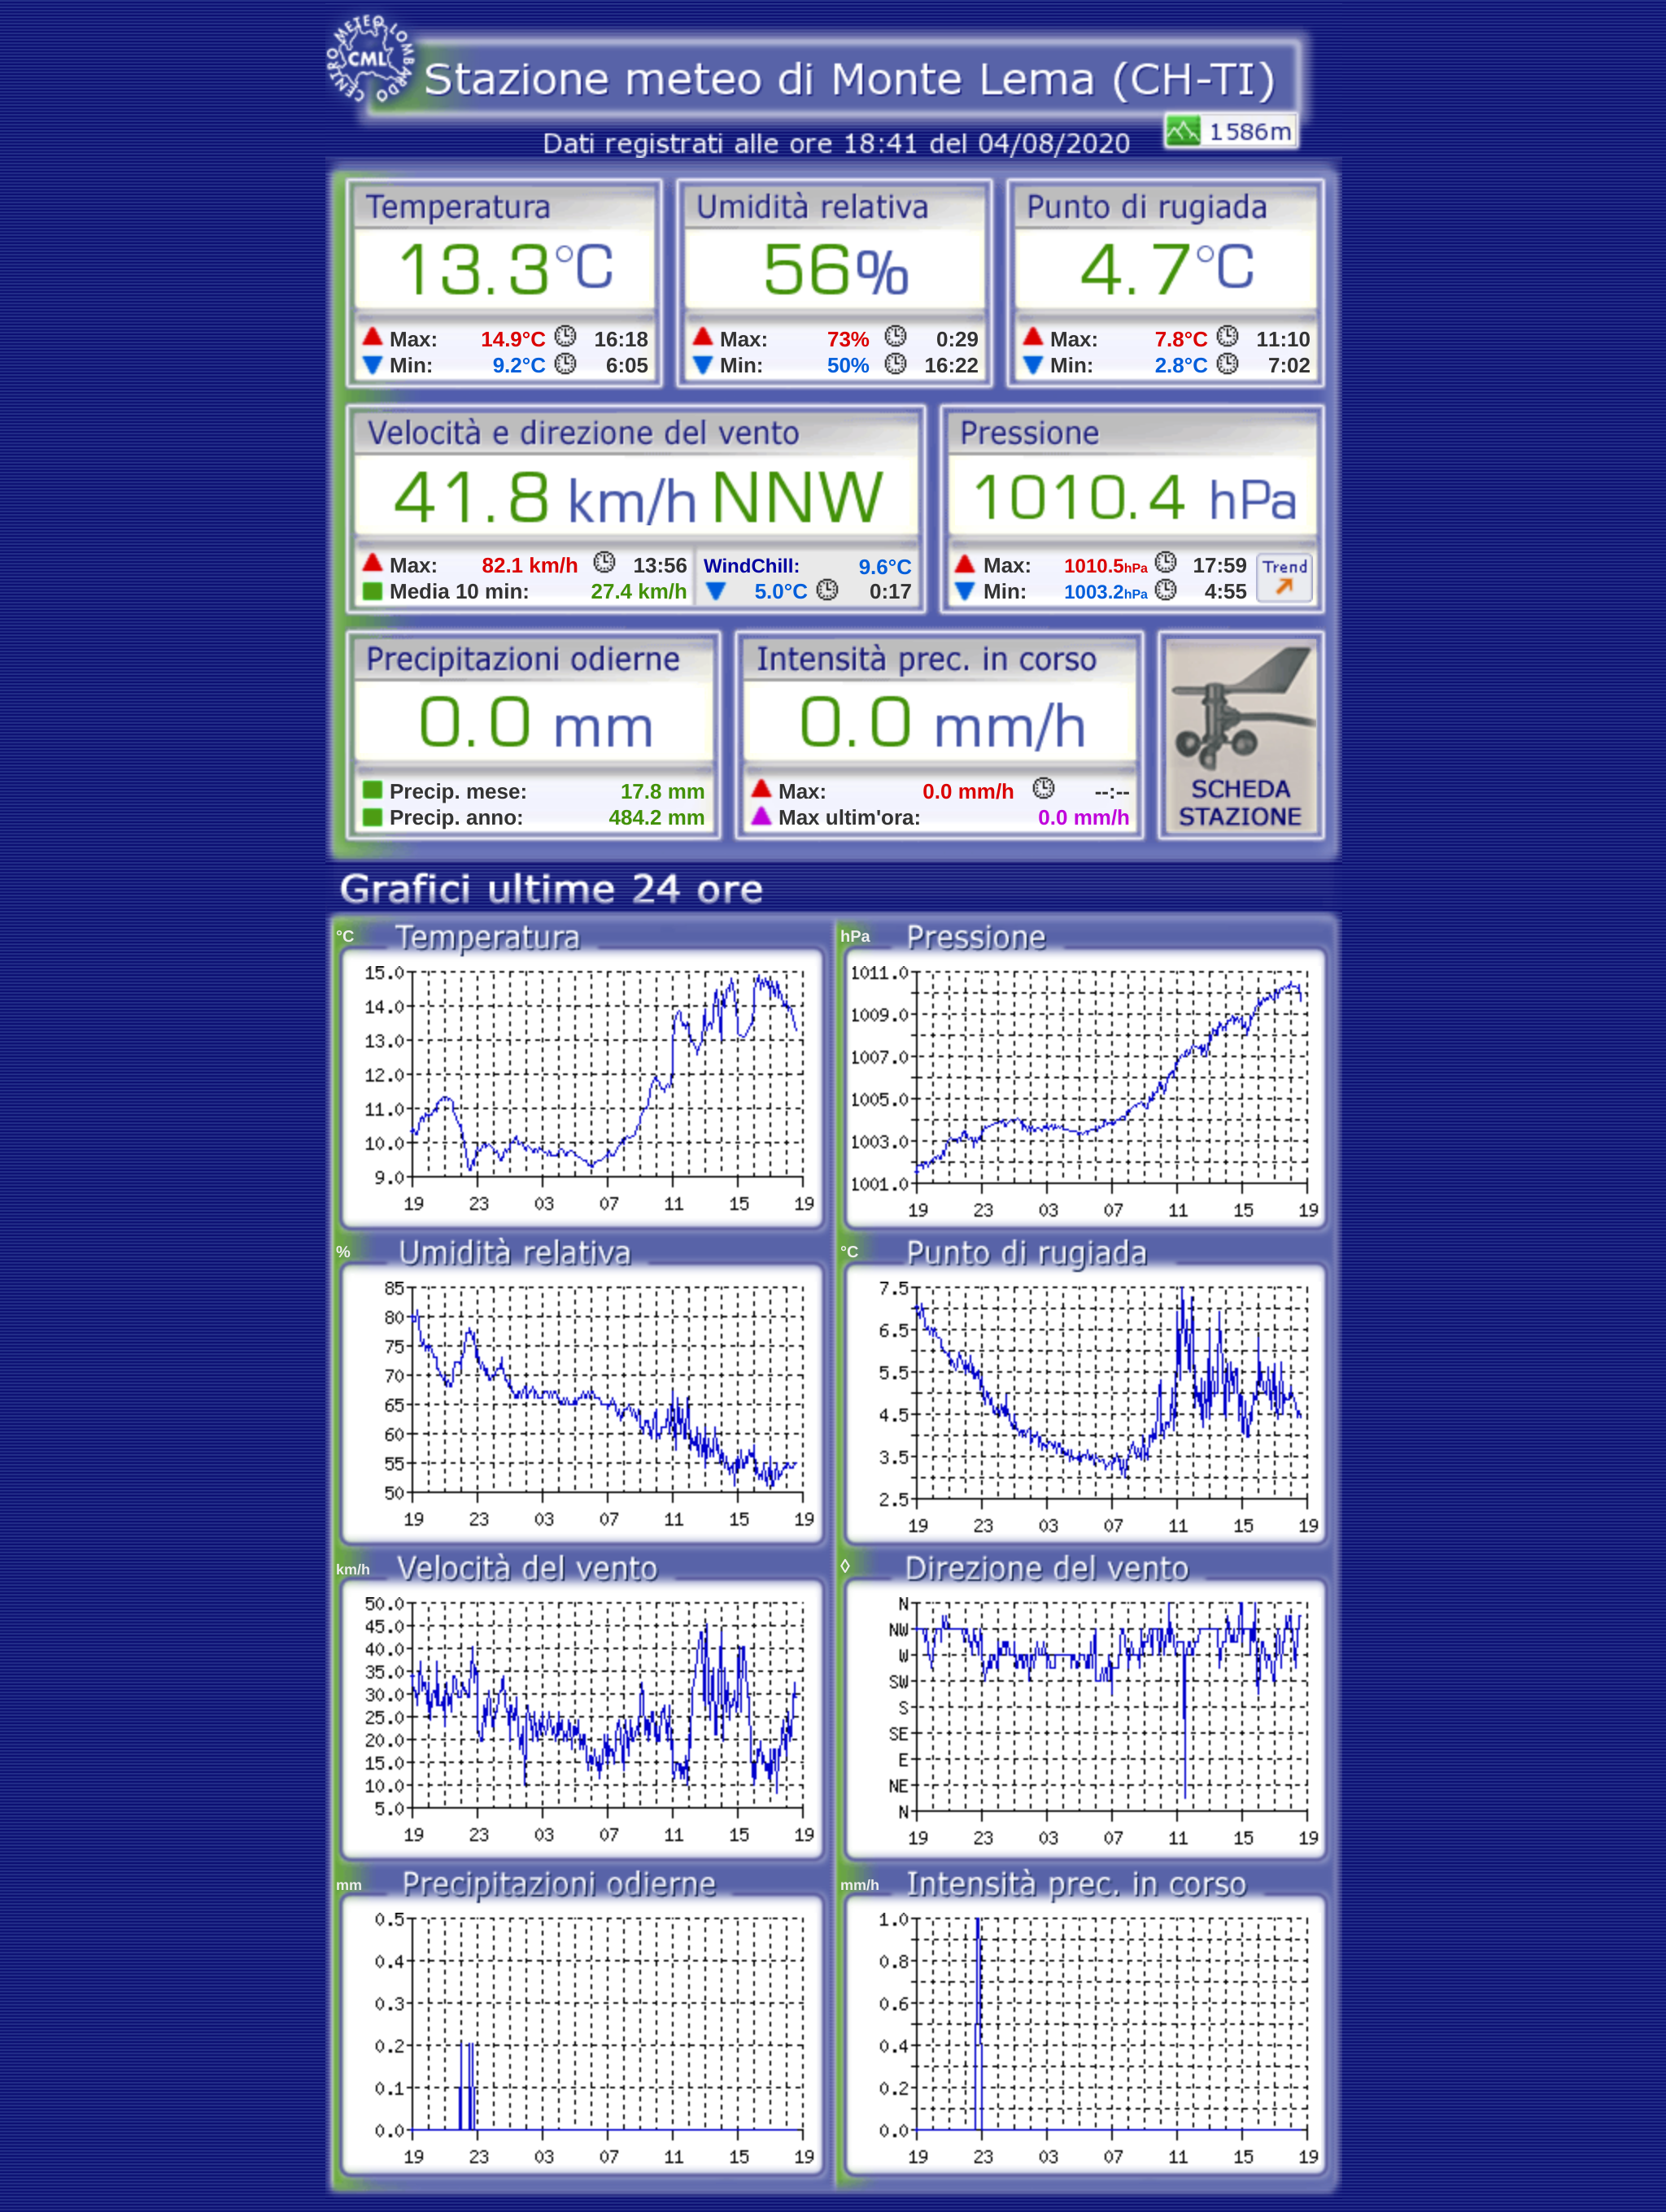 CENTRO METEO LOMBARDO
CML
Stazione meteo di Monte Lema (CH-TI)
Dati registrati alle ore 18:41 del 04/08/2020
1586m
Temperatura
13.3°C
Max: 14.9°C 16:18
Min: 9.2°C 6:05
Umidità relativa
56%
Max: 73% 0:29
Min: 50% 16:22
Punto di rugiada
4.7°C
Max: 7.8°C 11:10
Min: 2.8°C 7:02
Velocità e direzione del vento
41.8 km/h NNW
Max: 82.1 km/h 13:56
Media 10 min: 27.4 km/h
WindChill: 9.6°C
5.0°C 0:17
Pressione
1010.4 hPa
Max: 1010.5hPa 17:59
Min: 1003.2hPa 4:55
Trend
Precipitazioni odierne
0.0 mm
Precip. mese: 17.8 mm
Precip. anno: 484.2 mm
Intensità prec. in corso
0.0 mm/h
Max: 0.0 mm/h --:--
Max ultim'ora: 0.0 mm/h
SCHEDA
STAZIONE
Grafici ultime 24 ore
°C Temperatura
15.0
14.0
13.0
12.0
11.0
10.0
9.0
19 23 03 07 11 15 19
hPa Pressione
1011.0
1009.0
1007.0
1005.0
1003.0
1001.0
19 23 03 07 11 15 19
% Umidità relativa
85
80
75
70
65
60
55
50
19 23 03 07 11 15 19
°C Punto di rugiada
7.5
6.5
5.5
4.5
3.5
2.5
19 23 03 07 11 15 19
km/h Velocità del vento
50.0
45.0
40.0
35.0
30.0
25.0
20.0
15.0
10.0
5.0
19 23 03 07 11 15 19
◊ Direzione del vento
N
NW
W
SW
S
SE
E
NE
N
19 23 03 07 11 15 19
mm Precipitazioni odierne
0.5
0.4
0.3
0.2
0.1
0.0
19 23 03 07 11 15 19
mm/h Intensità prec. in corso
1.0
0.8
0.6
0.4
0.2
0.0
19 23 03 07 11 15 19